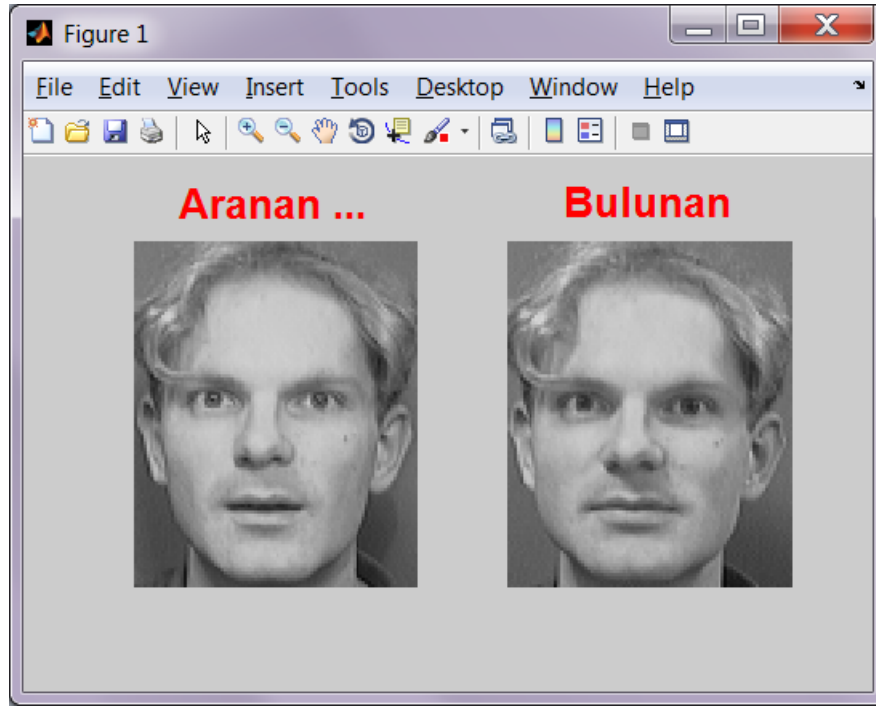 Figure 1
File Edit View Insert Tools Desktop Window Help
Aranan ... Bulunan